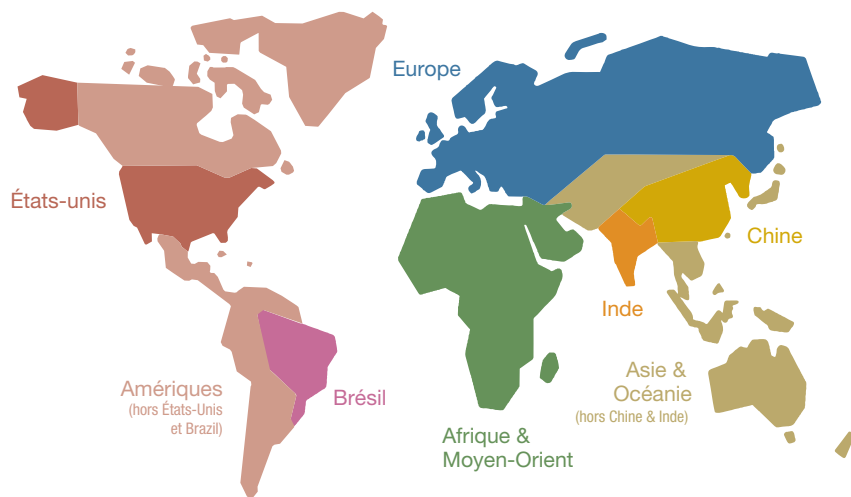 Europe
États-unis
Chine
Inde
Amériques
(hors États-Unis
et Brazil)
Brésil
Asie &
Océanie
(hors Chine & Inde)
Afrique &
Moyen-Orient